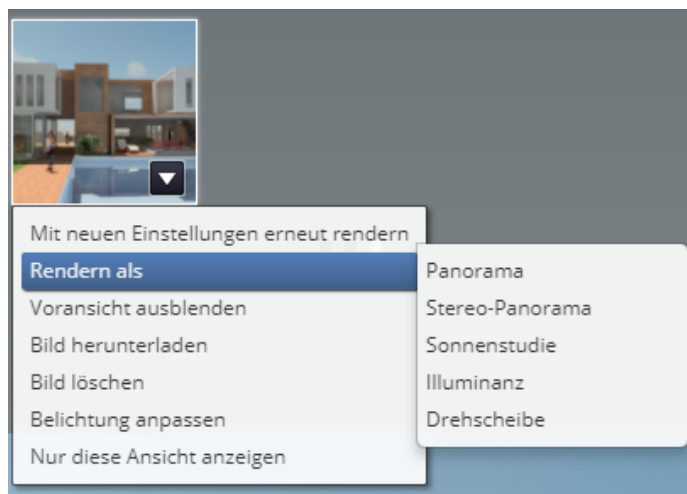 Mit neuen Einstellungen erneut rendern
Rendern als
Voransicht ausblenden
Bild herunterladen
Bild löschen
Belichtung anpassen
Nur diese Ansicht anzeigen
Panorama
Stereo-Panorama
Sonnenstudie
Illuminanz
Drehscheibe